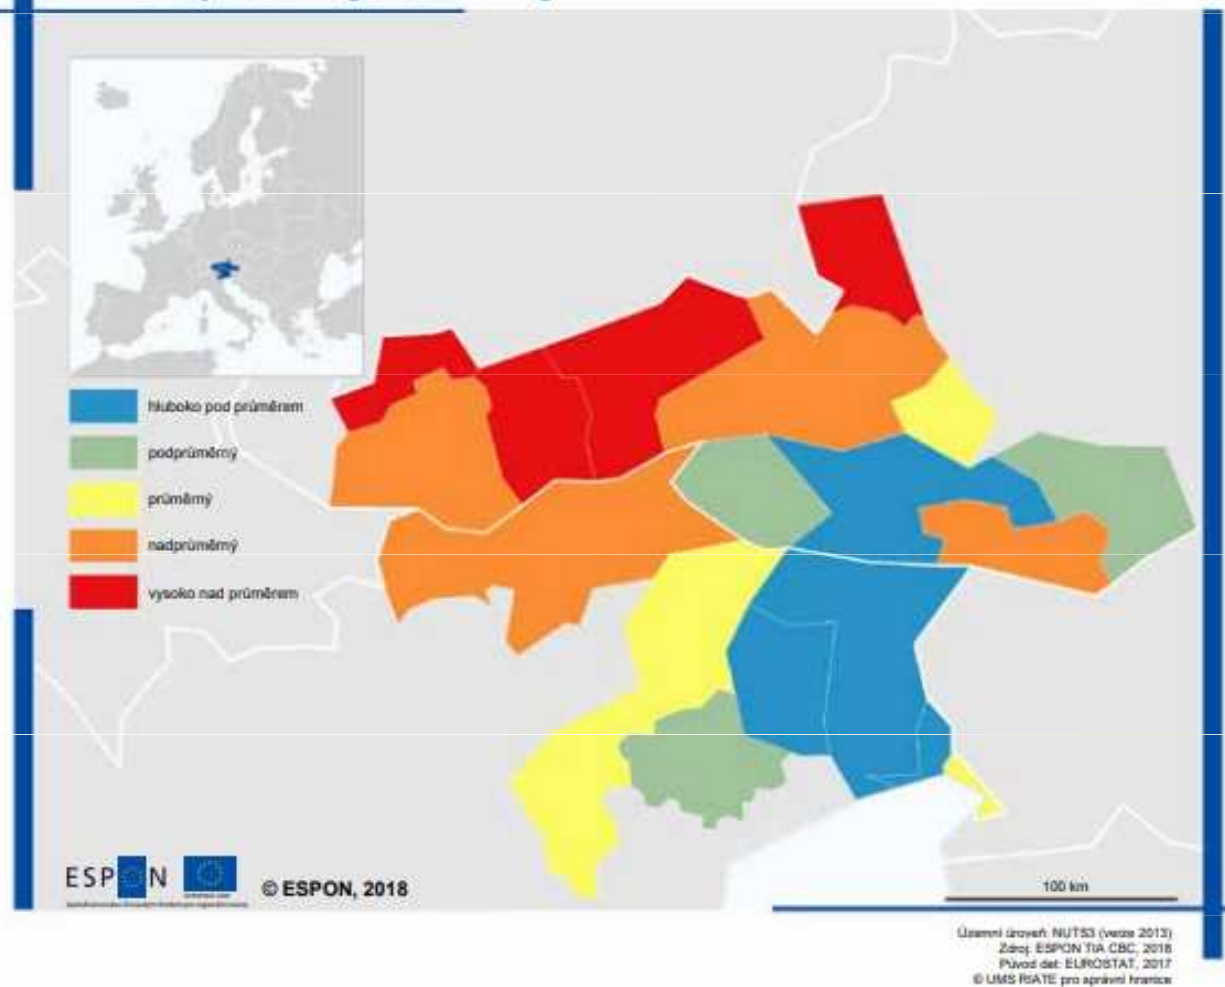 hluboko pod průměrem
podprůměrný
průměrný
nadprůměrný
vysoko nad průměrem
ESPON
© ESPON, 2018
100 km
Územní úroveň: NUTS3 (verze 2013)
Zdroj: ESPON TIA CBC, 2018
Původ dat: EUROSTAT, 2017
© UMS RIATE pro správní hranice